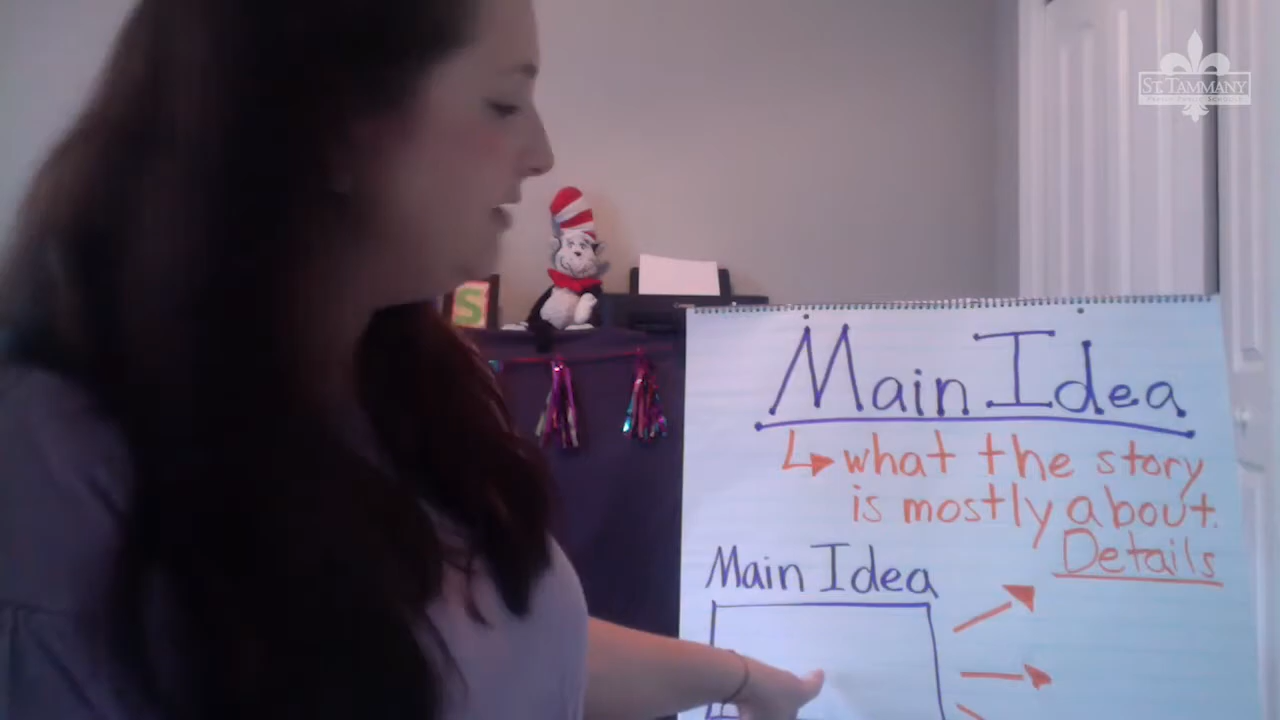 ST. TAMMANY
S
Main Idea
what the story
is mostly about.
Details
Main Idea